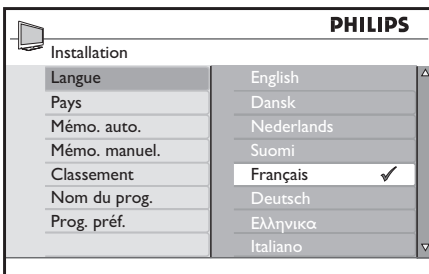 PHILIPS
Installation
Langue
Pays
Mémo. auto.
Mémo. manuel.
Classement
Nom du prog.
Prog. préf.
English
Dansk
Nederlands
Suomi
Français ✓
Deutsch
Ελληνικα
Italiano